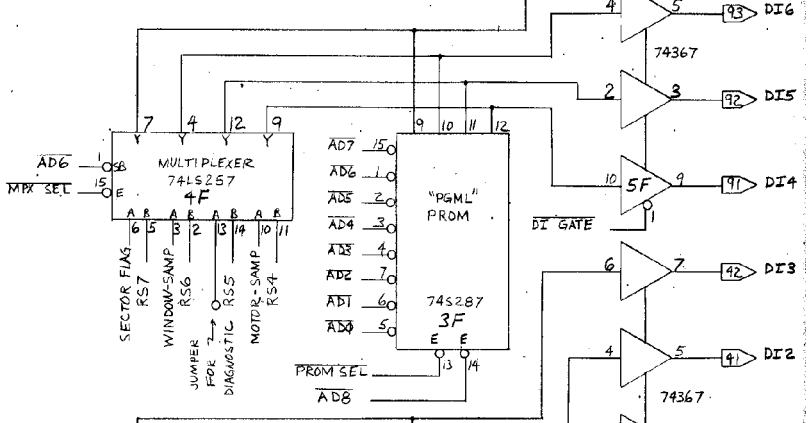 4
5
93
DI6
74367
2
3
92
DI5
7
4
12
9
Y
Y
Y
Y
9
10
11
12
AD6
1
SB
MPX SEL
15
E
MULTIPLEXER
74LS257
4F
A B A B A B A B
6 5 3 2 13 14 10 11
SECTOR FLAG
RS7
WINDOW-SAMP
RS6
JUMPER
FOR ?
DIAGNOSTIC
RS5
MOTOR-SAMP
RS4
AD7
15
AD6
1
AD5
2
AD4
3
AD3
4
AD2
7
AD1
6
AD0
5
"PGML"
PROM
74S287
3F
E
E
PROM SEL
13
14
AD8
10
5F
9
91
DI4
DI GATE
1
6
7
42
DI3
4
5
41
DI2
74367